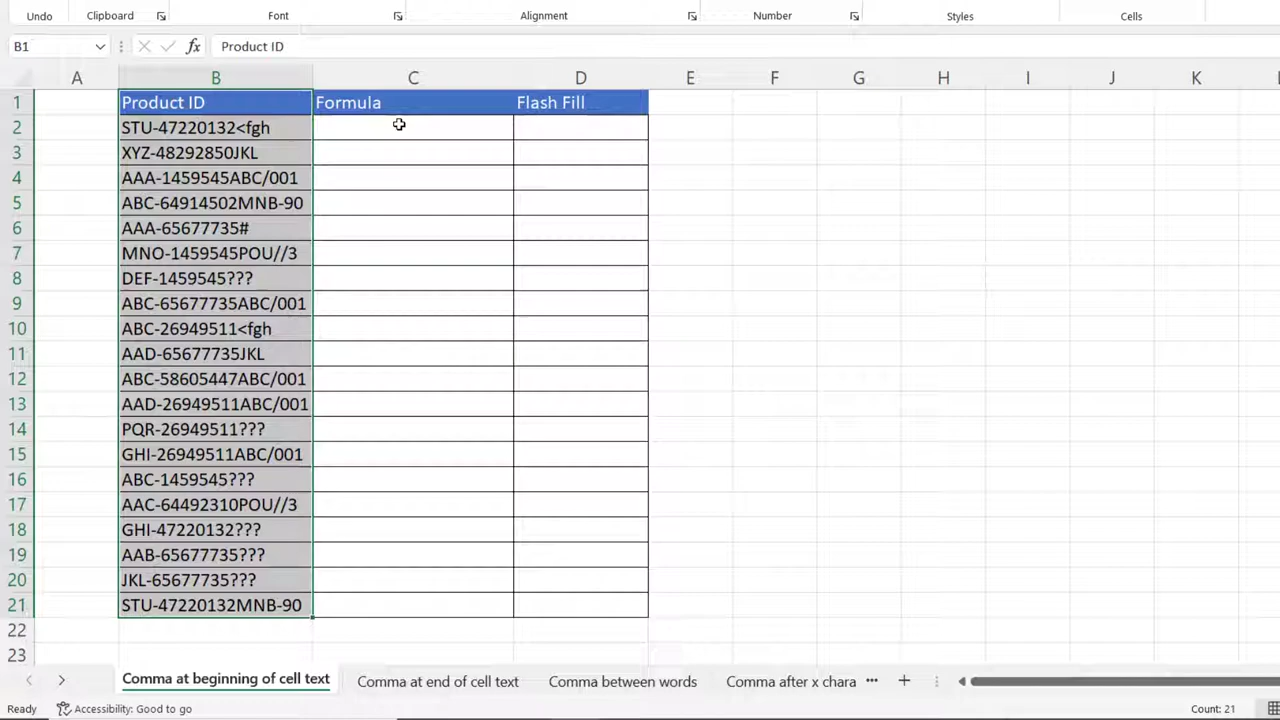 Undo Clipboard Font Alignment Number Styles Cells
B1 fx Product ID
A B C D E F G H I J K
1 Product ID Formula Flash Fill
2 STU-47220132<fgh
3 XYZ-48292850JKL
4 AAA-1459545ABC/001
5 ABC-64914502MNB-90
6 AAA-65677735#
7 MNO-1459545POU//3
8 DEF-1459545???
9 ABC-65677735ABC/001
10 ABC-26949511<fgh
11 AAD-65677735JKL
12 ABC-58605447ABC/001
13 AAD-26949511ABC/001
14 PQR-26949511???
15 GHI-26949511ABC/001
16 ABC-1459545???
17 AAC-64492310POU//3
18 GHI-47220132???
19 AAB-65677735???
20 JKL-65677735???
21 STU-47220132MNB-90
22
23
Comma at beginning of cell text Comma at end of cell text Comma between words Comma after x chara ...
Ready Accessibility: Good to go Count: 21